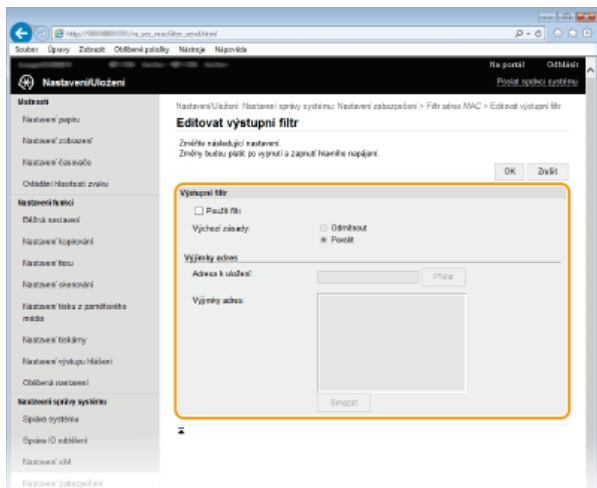 http://
/m_sec_macfilter_send.html
Soubor Úpravy Zobrazit Oblíbené položky Nástroje Nápověda
Na portál Odhlásit
Nastavení/Uložení
Poslat správci systému
Možnosti
Nastavení papíru
Nastavení zobrazení
Nastavení časovače
Ovládání hlasitosti zvuku
Nastavení funkcí
Běžná nastavení
Nastavení kopírování
Nastavení faxu
Nastavení skenování
Nastavení tisku z paměťového
média
Nastavení tiskárny
Nastavení výstupu hlášení
Oblíbená nastavení
Nastavení správy systému
Správa systému
Správa ID oddělení
Nastavení sítě
Nastavení zabezpečení
Nastavení/Uložení: Nastavení správy systému: Nastavení zabezpečení > Filtr adres MAC > Editovat výstupní filtr
Editovat výstupní filtr
Změňte následující nastavení.
Změny budou platit po vypnutí a zapnutí hlavního napájení.
OK Zrušit
Výstupní filtr
Použít filtr
Výchozí zásady: Odmítnout
Povolit
Výjimky adres
Adresa k uložení: Přidat
Výjimky adres:
Smazat